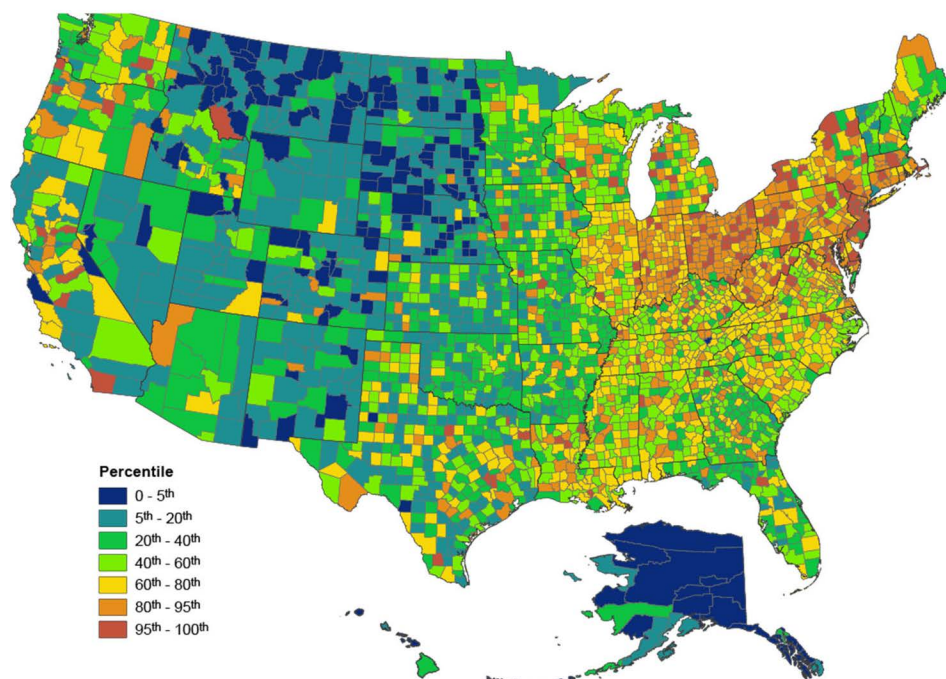 Percentile
0 - 5th
5th - 20th
20th - 40th
40th - 60th
60th - 80th
80th - 95th
95th - 100th